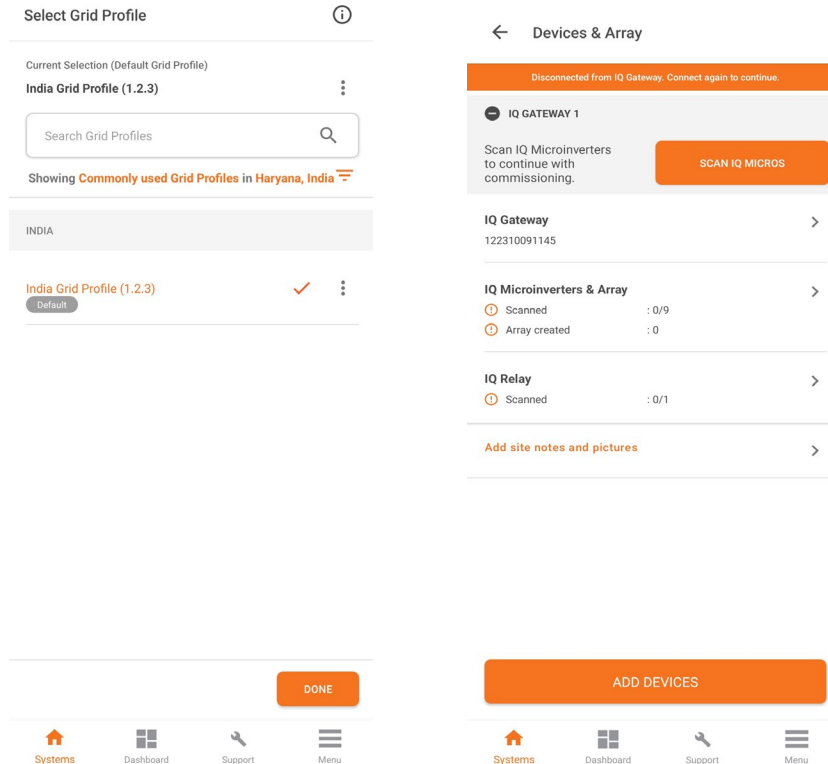 Select Grid Profile
Current Selection (Default Grid Profile)
India Grid Profile (1.2.3)
Search Grid Profiles
Showing Commonly used Grid Profiles in Haryana, India
INDIA
India Grid Profile (1.2.3)
Default
DONE
Systems
Dashboard
Support
Menu
Devices & Array
Disconnected from IQ Gateway. Connect again to continue.
IQ GATEWAY 1
Scan IQ Microinverters
to continue with
commissioning.
SCAN IQ MICROS
IQ Gateway
122310091145
IQ Microinverters & Array
Scanned : 0/9
Array created : 0
IQ Relay
Scanned : 0/1
Add site notes and pictures
ADD DEVICES
Systems
Dashboard
Support
Menu